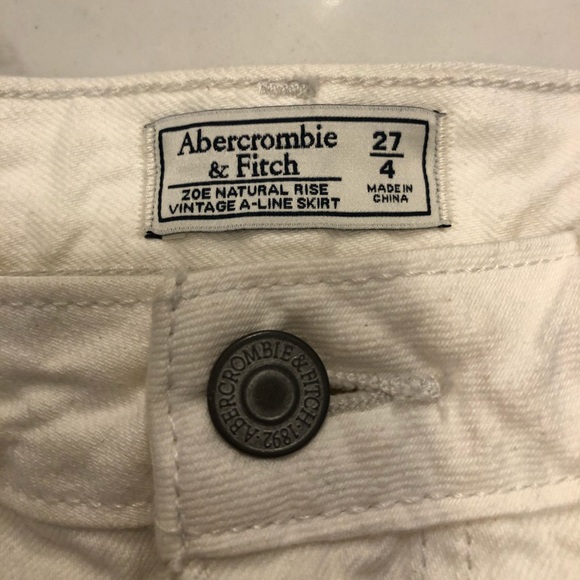 Abercrombie
& Fitch
ZOE NATURAL RISE
VINTAGE A-LINE SKIRT
27
4
MADE IN
CHINA
ABERCROMBIE & FITCH · 1892 ·